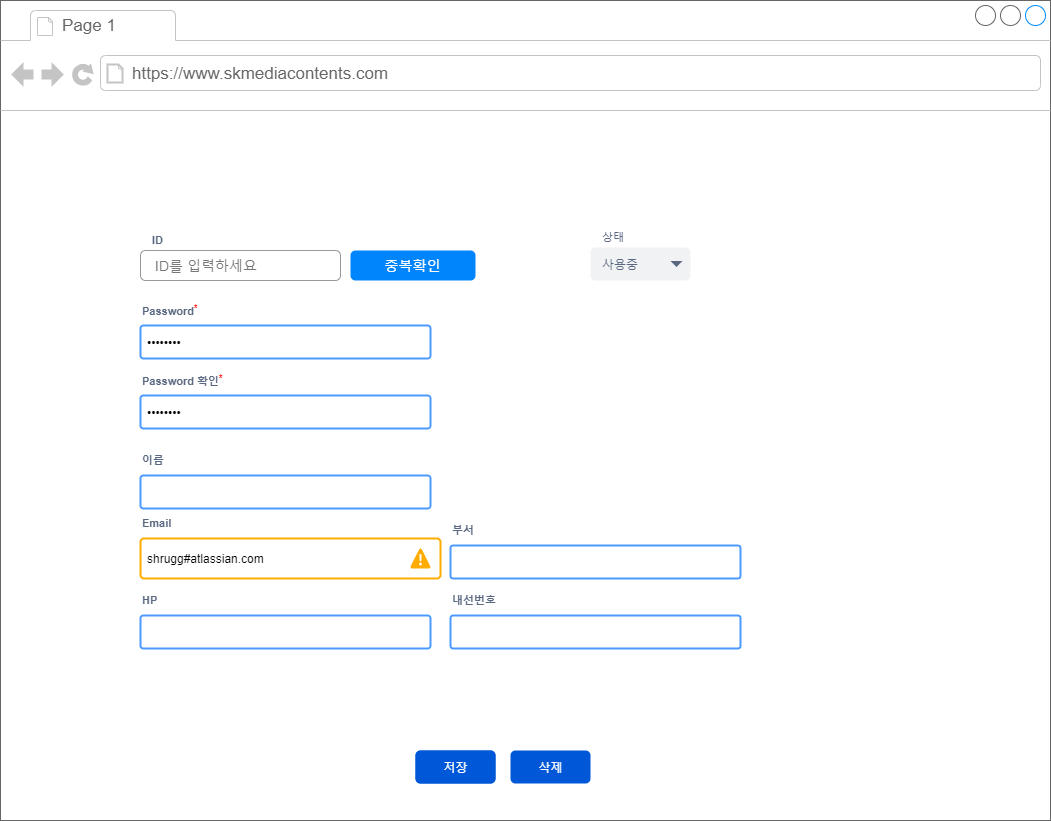 Page 1
https://www.skmediacontents.com
ID
상태
ID를 입력하세요
중복확인
사용중
Password*
••••••••
Password 확인*
••••••••
이름
Email
부서
shrugg#atlassian.com
HP
내선번호
저장
삭제